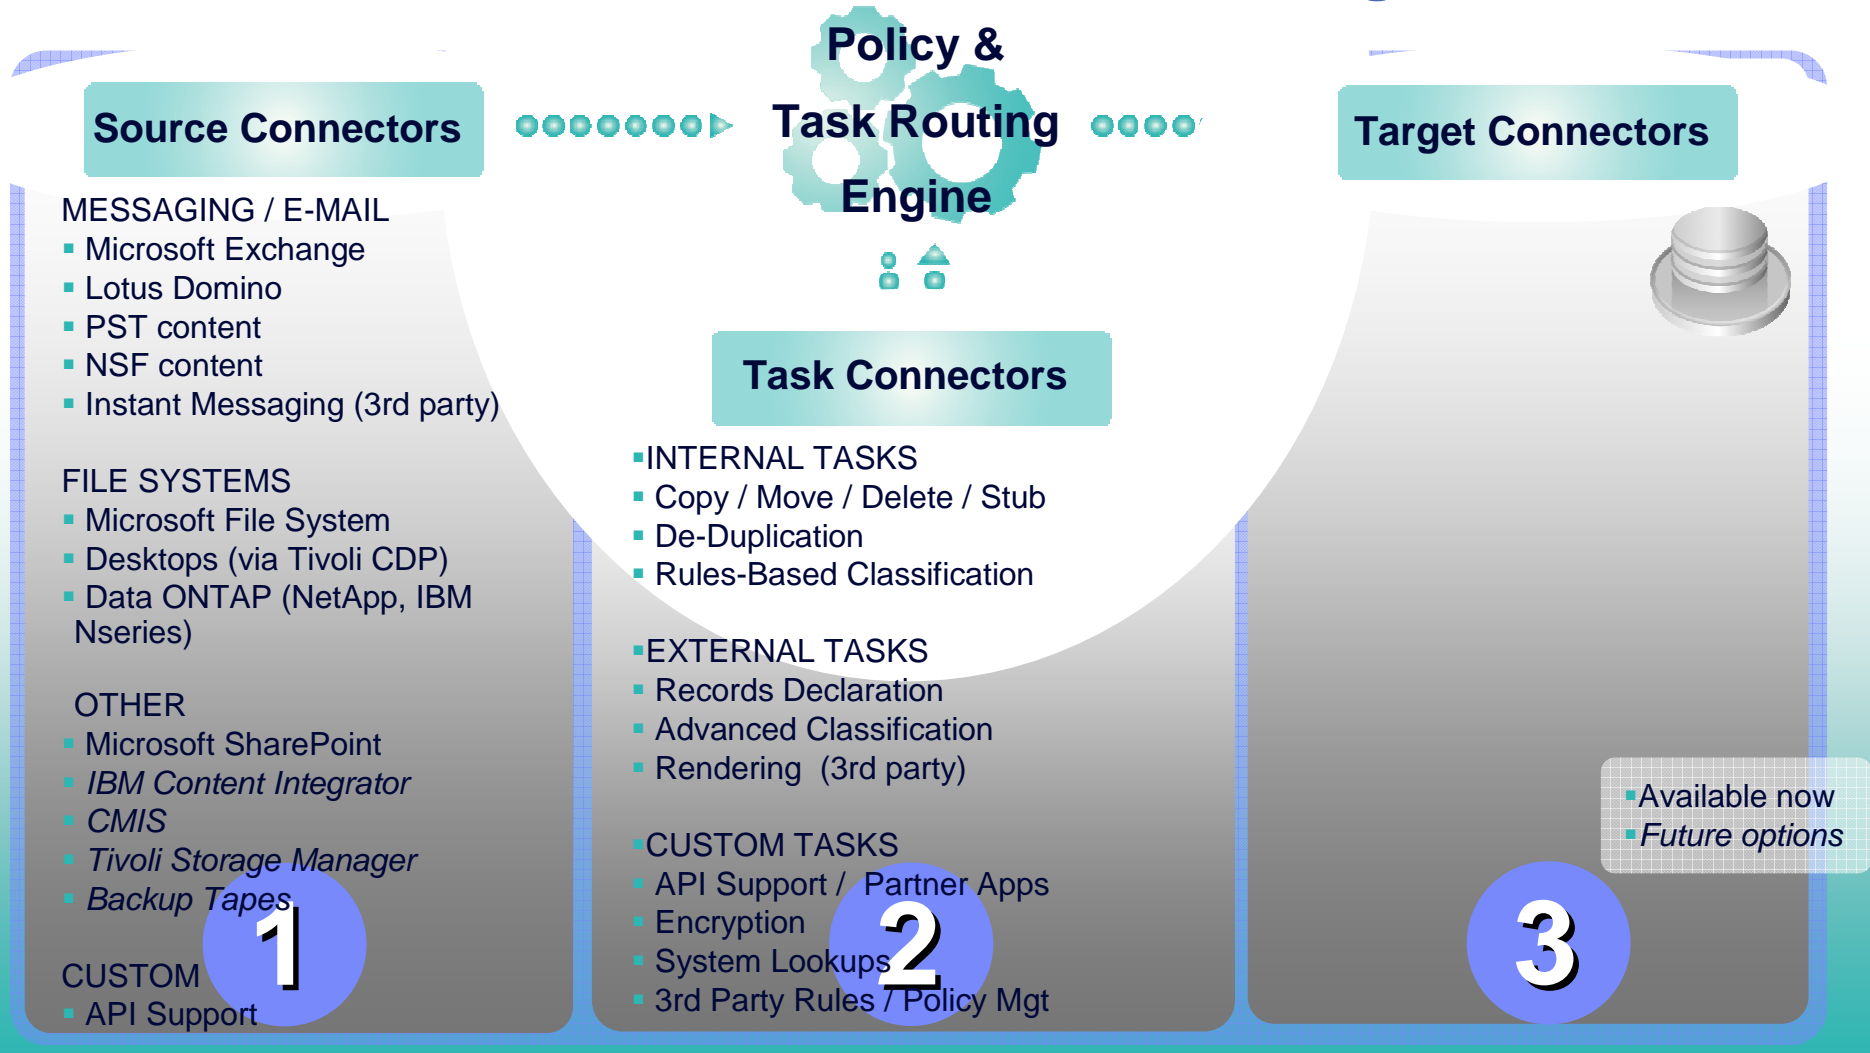 Policy &
Task Routing
Engine
Source Connectors
Target Connectors
MESSAGING / E-MAIL
▪ Microsoft Exchange
▪ Lotus Domino
▪ PST content
▪ NSF content
▪ Instant Messaging (3rd party)
FILE SYSTEMS
▪ Microsoft File System
▪ Desktops (via Tivoli CDP)
▪ Data ONTAP (NetApp, IBM
Nseries)
OTHER
▪ Microsoft SharePoint
▪ IBM Content Integrator
▪ CMIS
▪ Tivoli Storage Manager
▪ Backup Tapes
CUSTOM
▪ API Support
1
Task Connectors
▪INTERNAL TASKS
▪ Copy / Move / Delete / Stub
▪ De-Duplication
▪ Rules-Based Classification
▪EXTERNAL TASKS
▪ Records Declaration
▪ Advanced Classification
▪ Rendering  (3rd party)
▪CUSTOM TASKS
▪ API Support /  Partner Apps
▪ Encryption
▪ System Lookups
▪ 3rd Party Rules / Policy Mgt
2
▪Available now
▪Future options
3